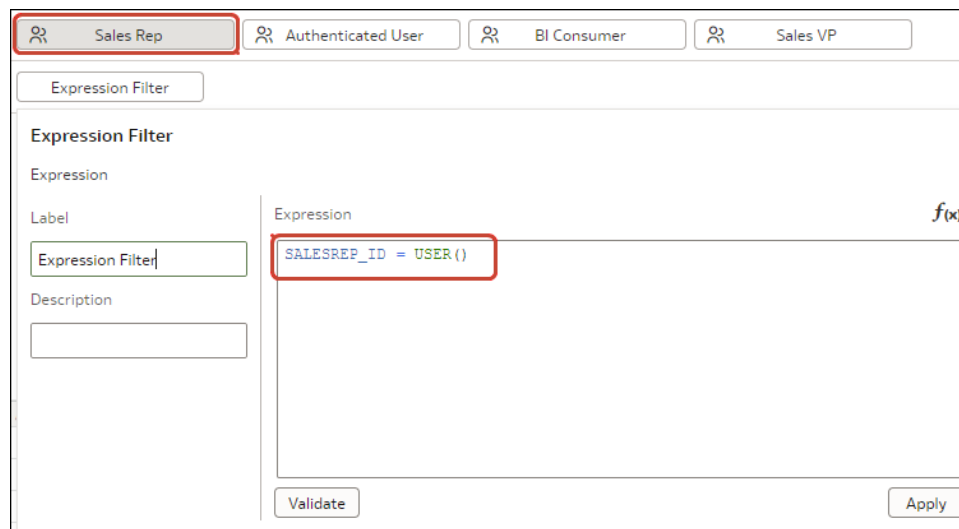 Sales Rep Authenticated User BI Consumer Sales VP
Expression Filter
Expression Filter
Expression
Label Expression f(x)
Expression Filter SALESREP_ID = USER()
Description
Validate Apply